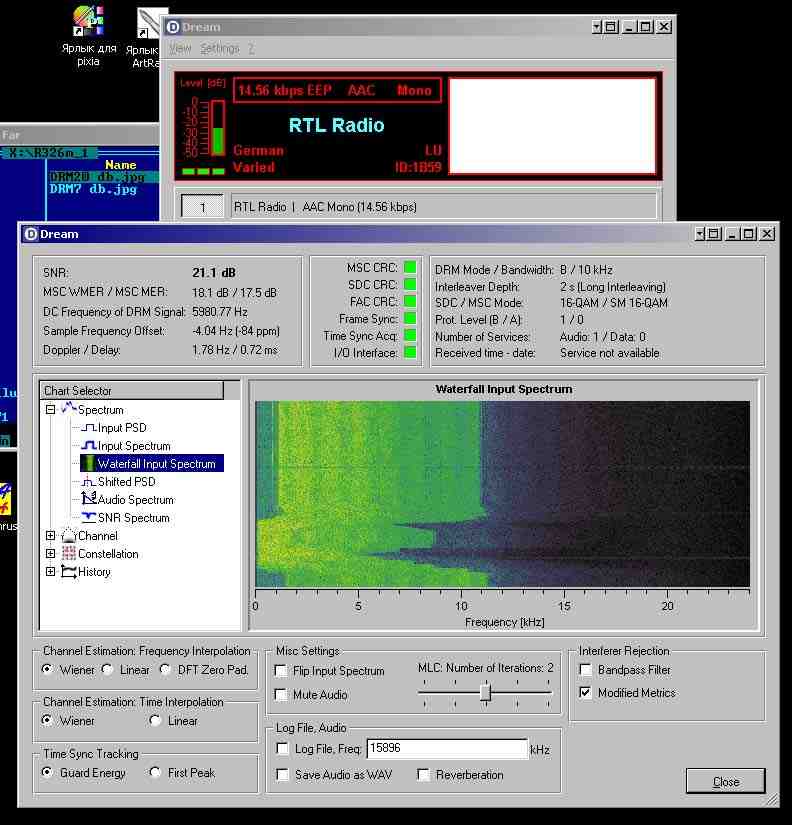 Ярлык для
pixia
Ярлык
ArtRa
Dream
View Settings ?
Level [dB]
0
-10
-20
-30
-40
-50
14.56 kbps EEP AAC Mono
RTL Radio
German LU
Varied ID:1B59
1 RTL Radio | AAC Mono (14.56 kbps)
Far
X:\R326m_1
Name
DRM20 db.jpg
DRM7 db.jpg
Dream
SNR: 21.1 dB
MSC WMER / MSC MER: 18.1 dB / 17.5 dB
DC Frequency of DRM Signal: 5980.77 Hz
Sample Frequency Offset: -4.04 Hz (-84 ppm)
Doppler / Delay: 1.78 Hz / 0.72 ms
MSC CRC:
SDC CRC:
FAC CRC:
Frame Sync:
Time Sync Acq:
I/O Interface:
DRM Mode / Bandwidth: B / 10 kHz
Interleaver Depth: 2 s (Long Interleaving)
SDC / MSC Mode: 16-QAM / SM 16-QAM
Prot. Level (B / A): 1 / 0
Number of Services: Audio: 1 / Data: 0
Received time - date: Service not available
Chart Selector
Spectrum
Input PSD
Input Spectrum
Waterfall Input Spectrum
Shifted PSD
Audio Spectrum
SNR Spectrum
Channel
Constellation
History
Waterfall Input Spectrum
0 5 10 15 20
Frequency [kHz]
Channel Estimation: Frequency Interpolation
Wiener Linear DFT Zero Pad.
Channel Estimation: Time Interpolation
Wiener Linear
Time Sync Tracking
Guard Energy First Peak
Misc Settings
Flip Input Spectrum
Mute Audio
MLC: Number of Iterations: 2
Log File, Audio
Log File, Freq: 15896 kHz
Save Audio as WAV Reverberation
Interferer Rejection
Bandpass Filter
Modified Metrics
Close